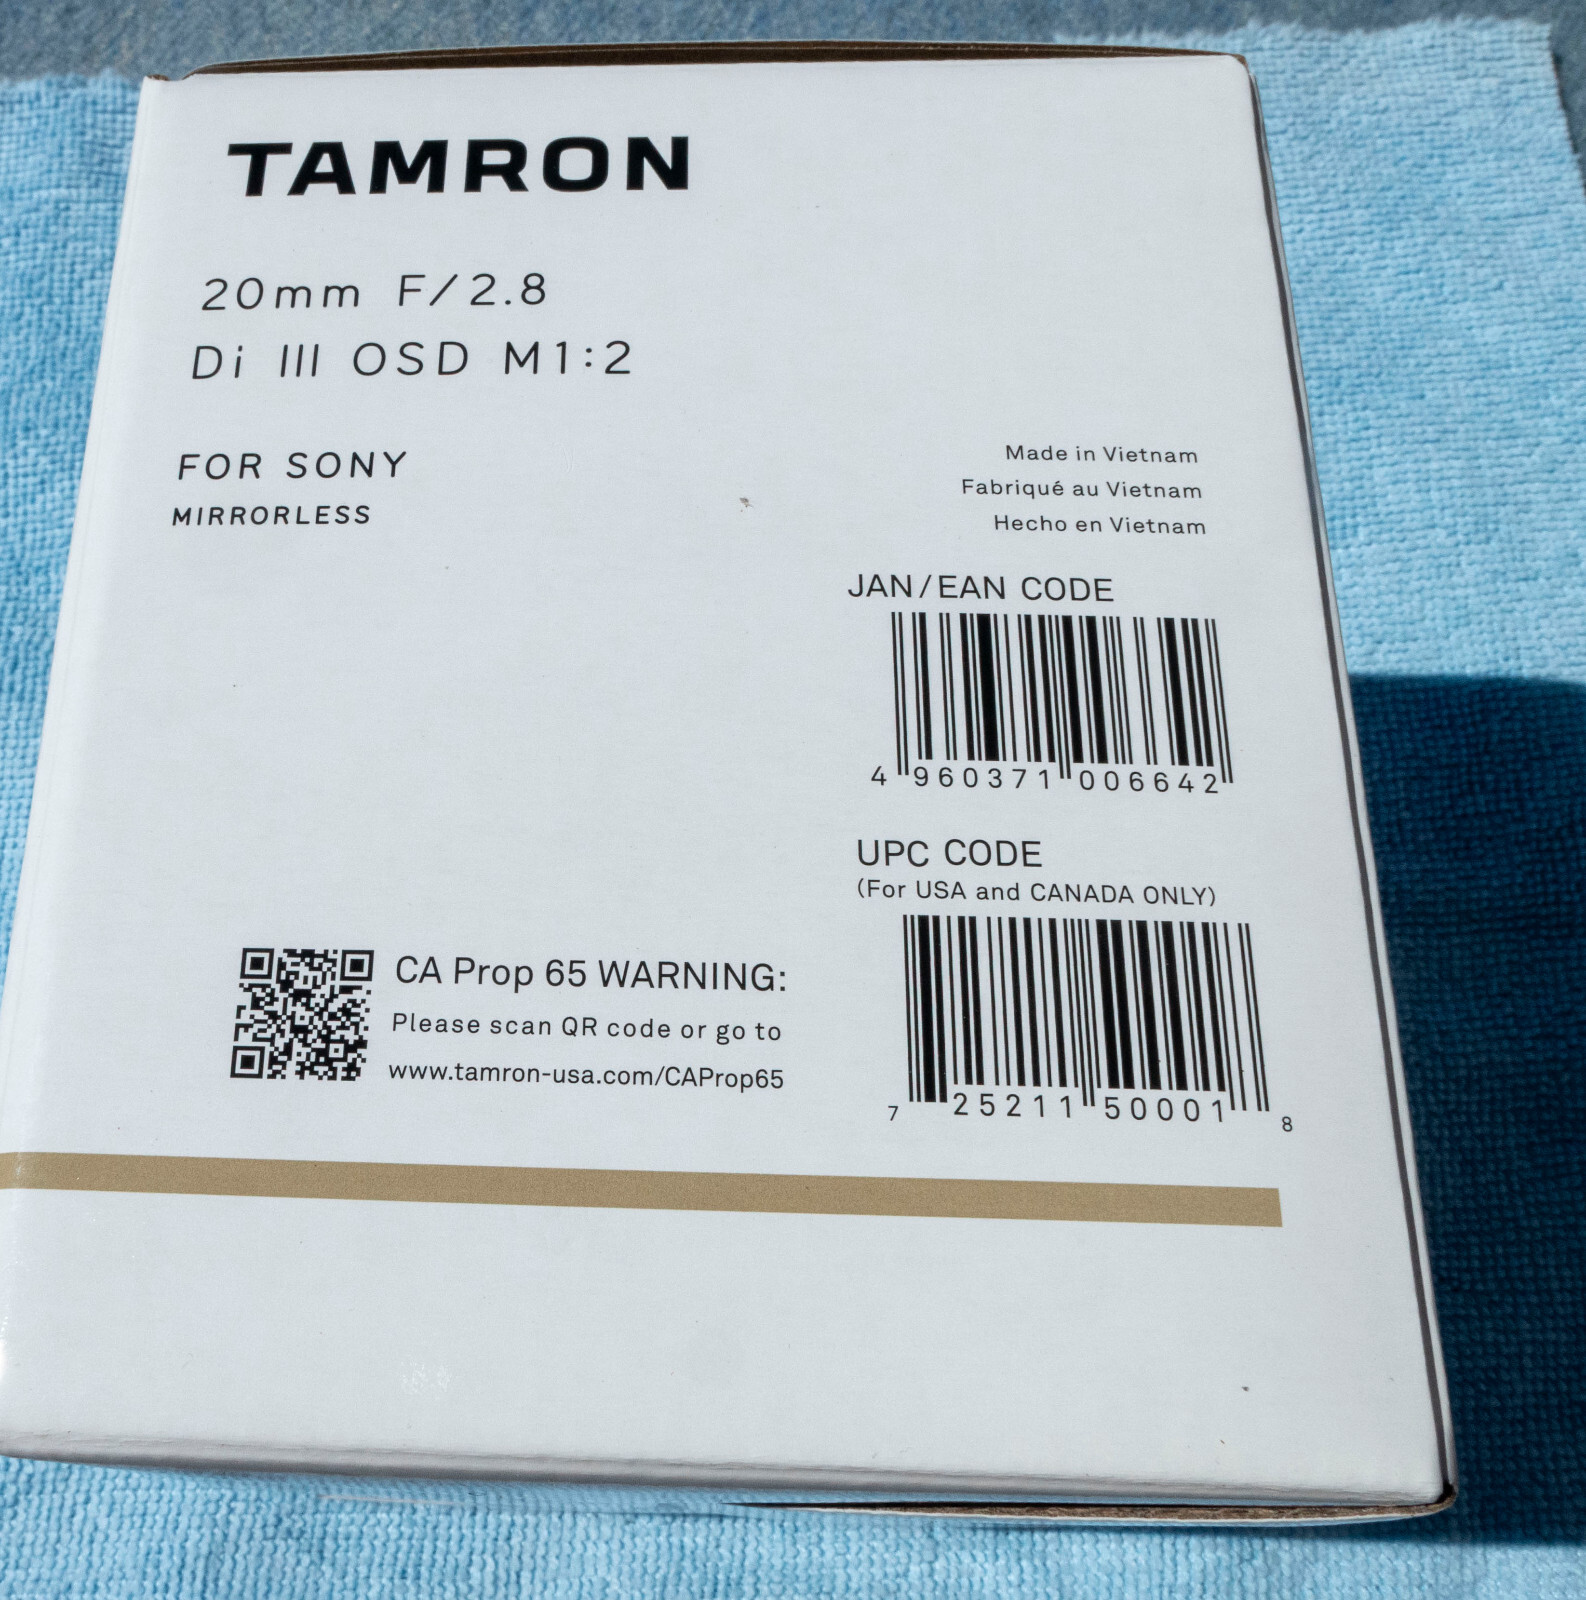 TAMRON
20mm F/2.8
Di III OSD M1:2
FOR SONY
MIRRORLESS
Made in Vietnam
Fabriqué au Vietnam
Hecho en Vietnam
JAN/EAN CODE
4 960371 006642
UPC CODE
(For USA and CANADA ONLY)
7 25211 50001 8
CA Prop 65 WARNING:
Please scan QR code or go to
www.tamron-usa.com/CAProp65